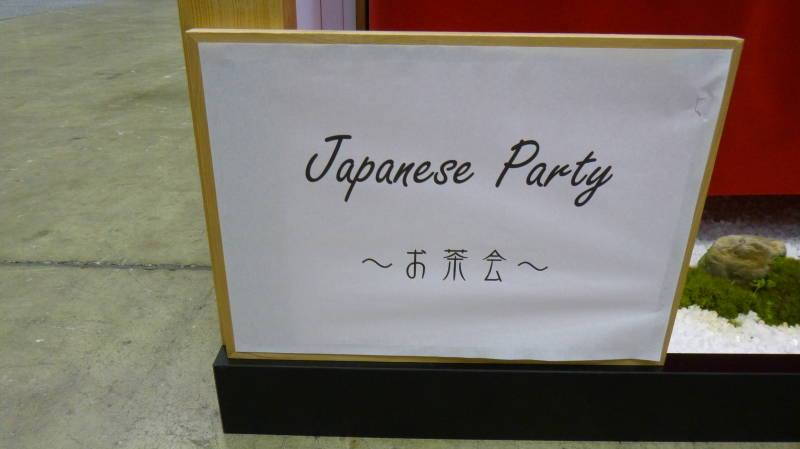 Japanese Party
～お茶会～